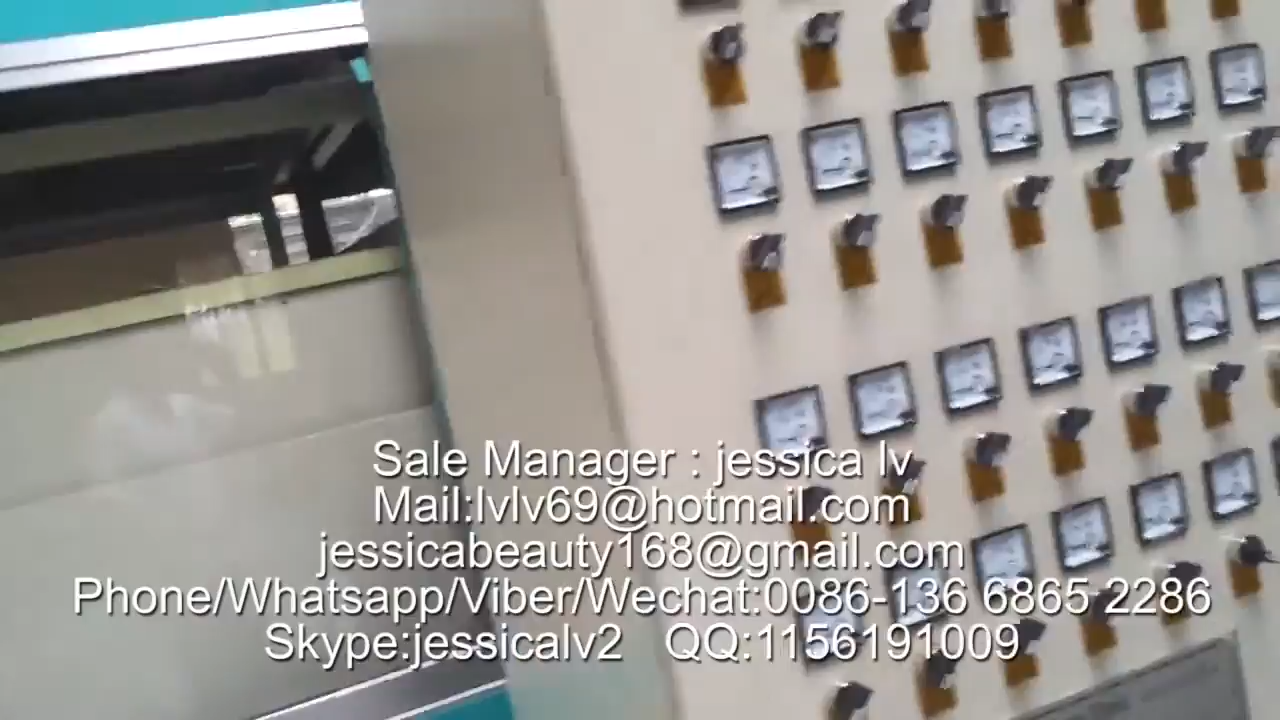 Sale Manager : jessica lv
Mail:lvlv69@hotmail.com
jessicabeauty168@gmail.com
Phone/Whatsapp/Viber/Wechat:0086-136 6865 2286
Skype:jessicalv2 QQ:1156191009